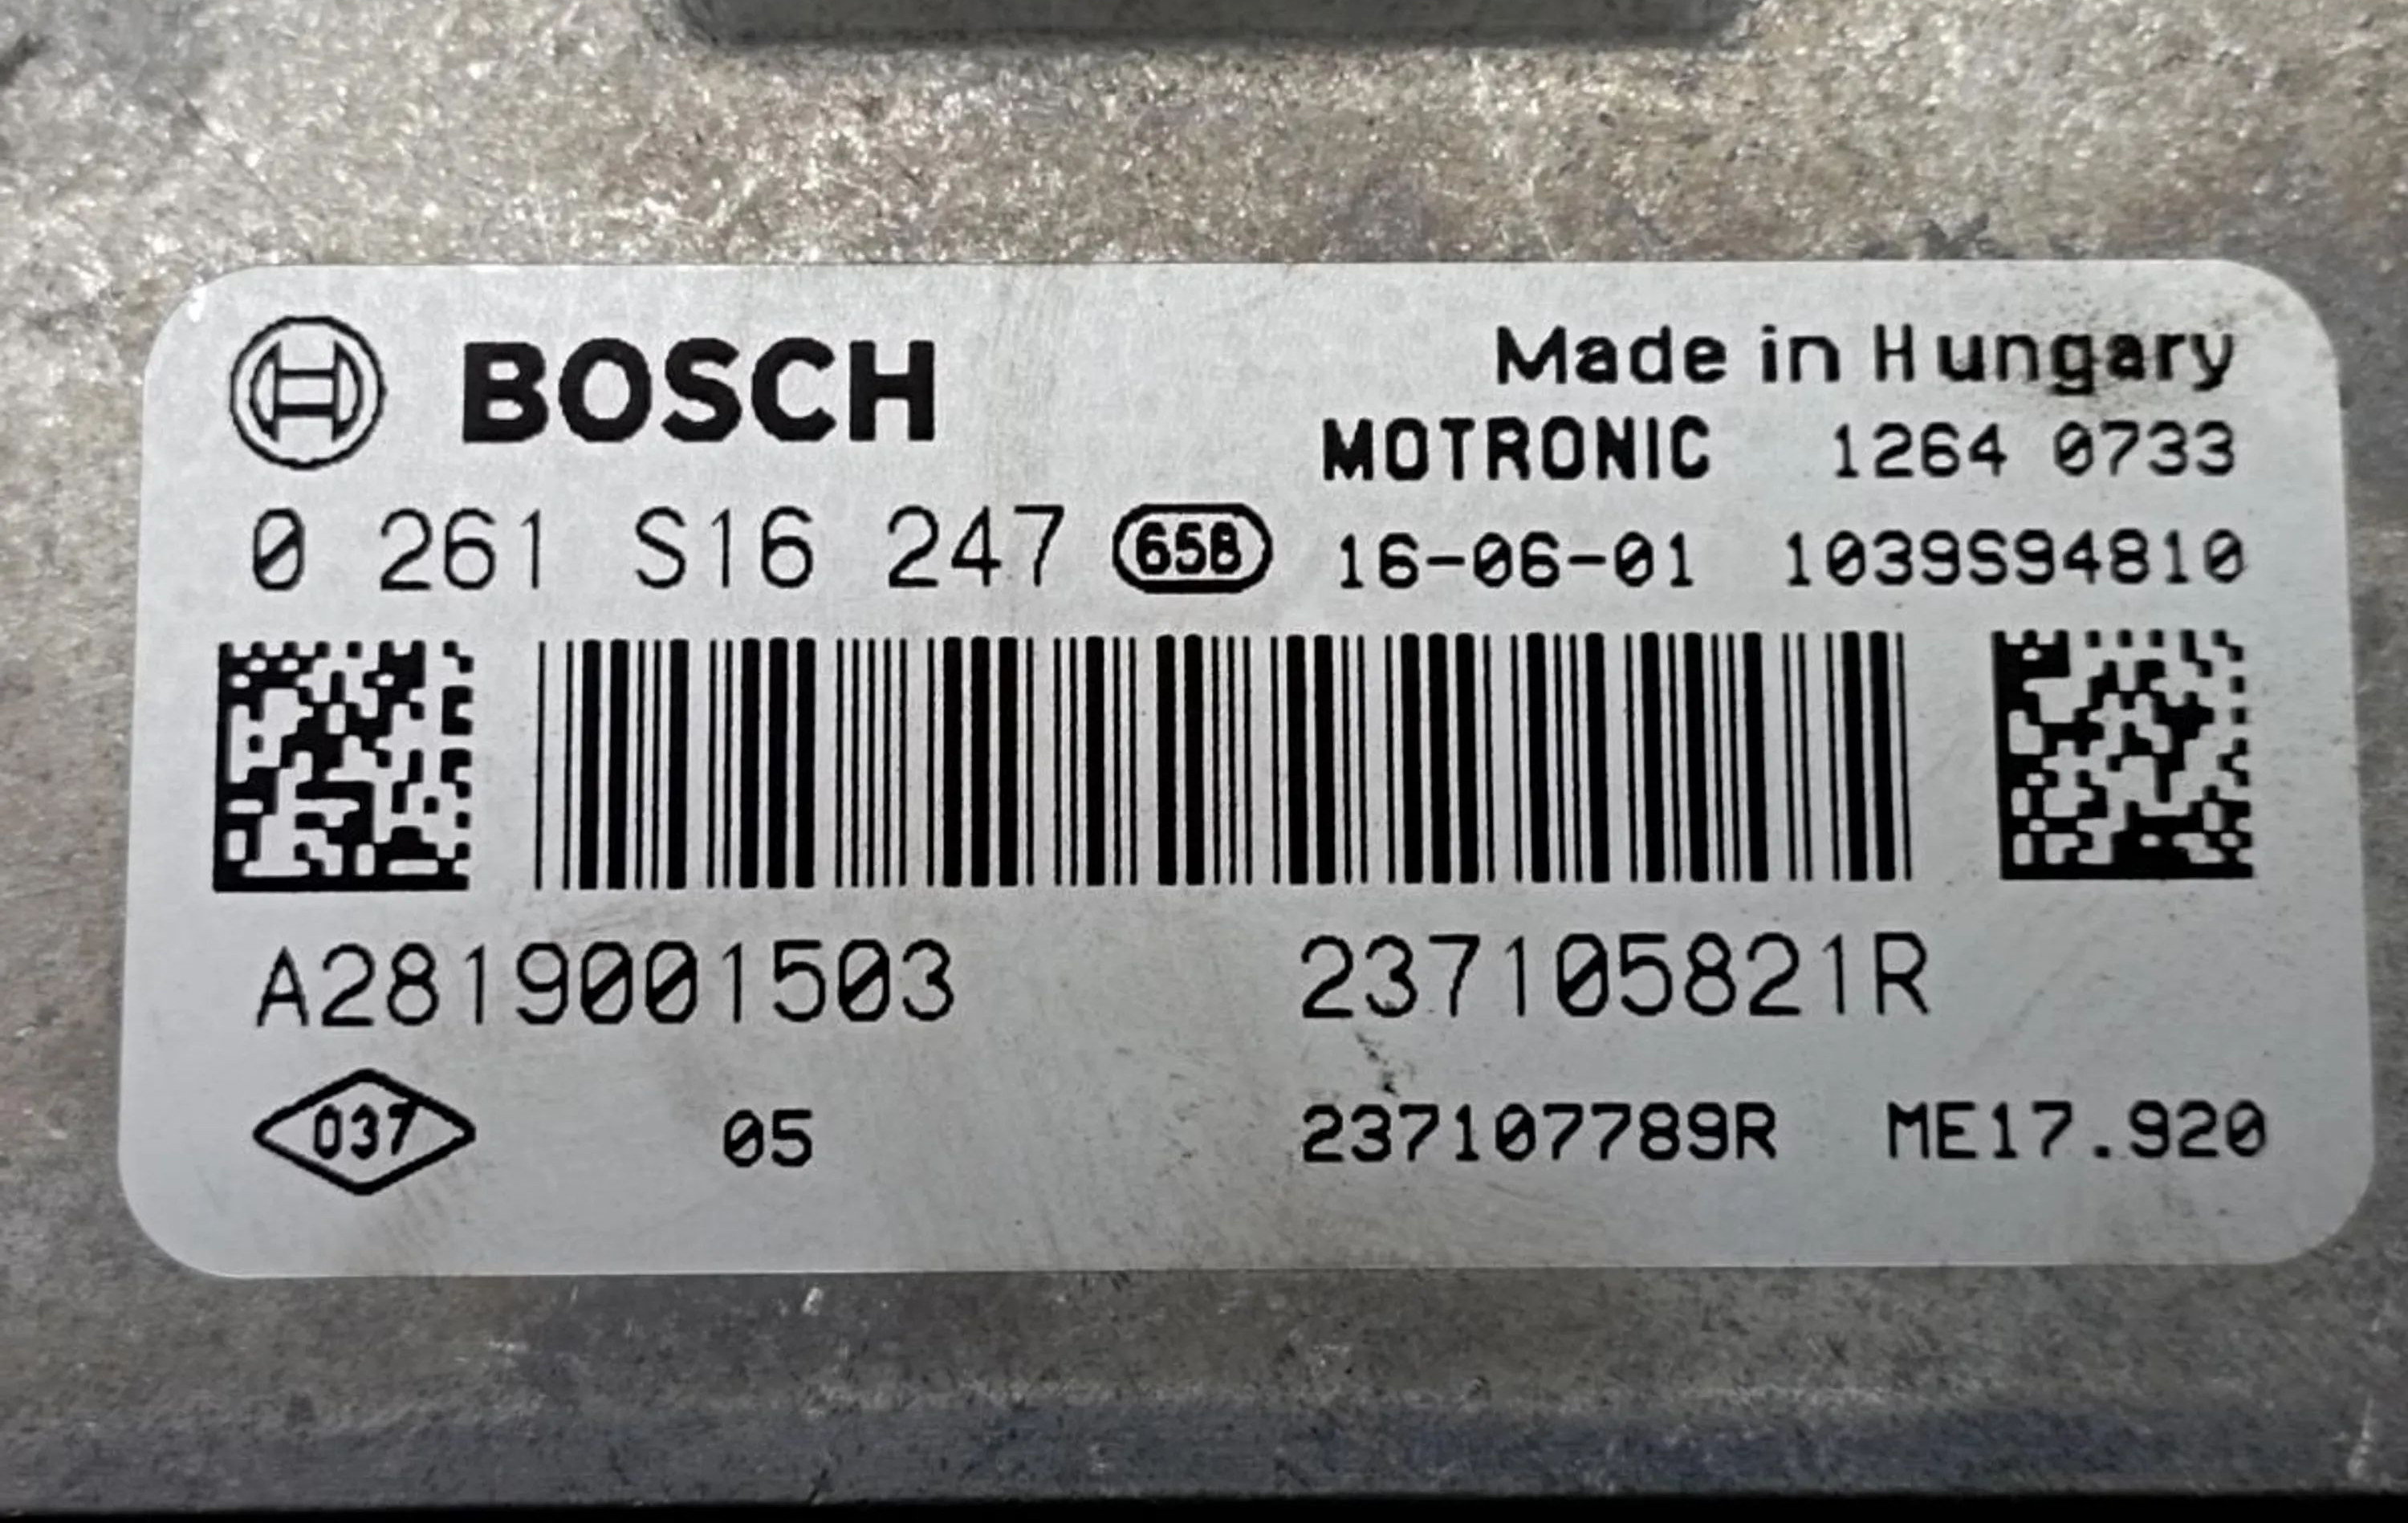 BOSCH
Made in Hungary
MOTRONIC 1264 0733
0 261 S16 247 658 16-06-01 1039S94810
A2819001503 237105821R
037 05 237107789R ME17.920